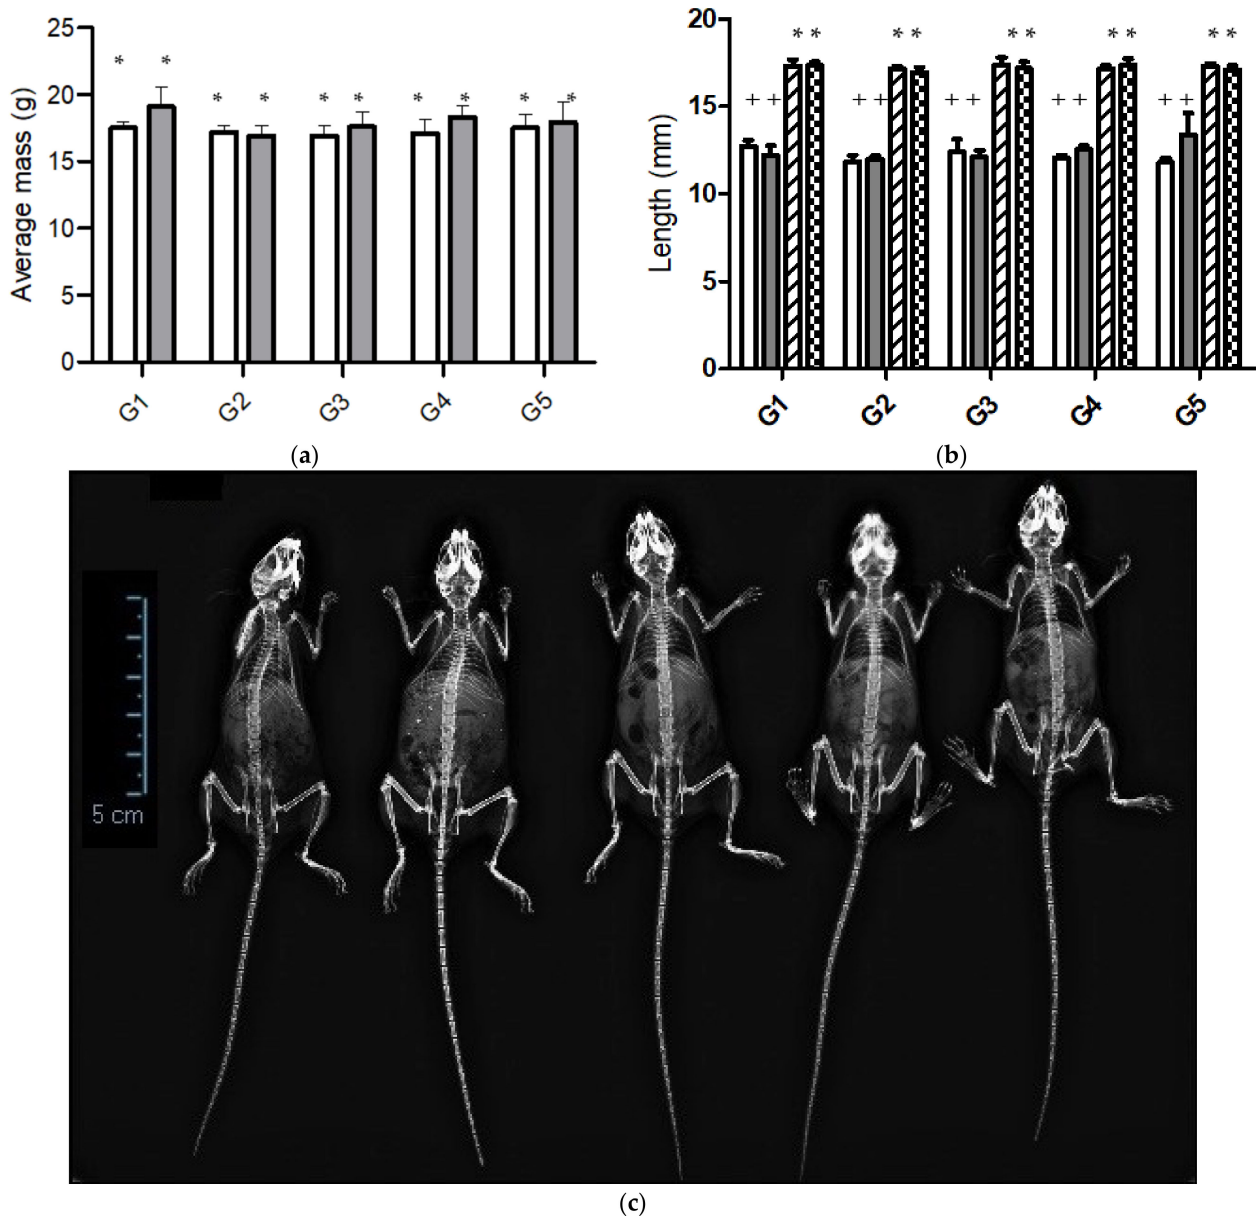 Average mass (g)
25
20
15
10
5
0
* * * * * * * * * *
G1 G2 G3 G4 G5
(a)
Length (mm)
20
15
10
5
0
* * * * * * * * * *
+ + + + + + + + + +
G1 G2 G3 G4 G5
(b)
5 cm
(c)